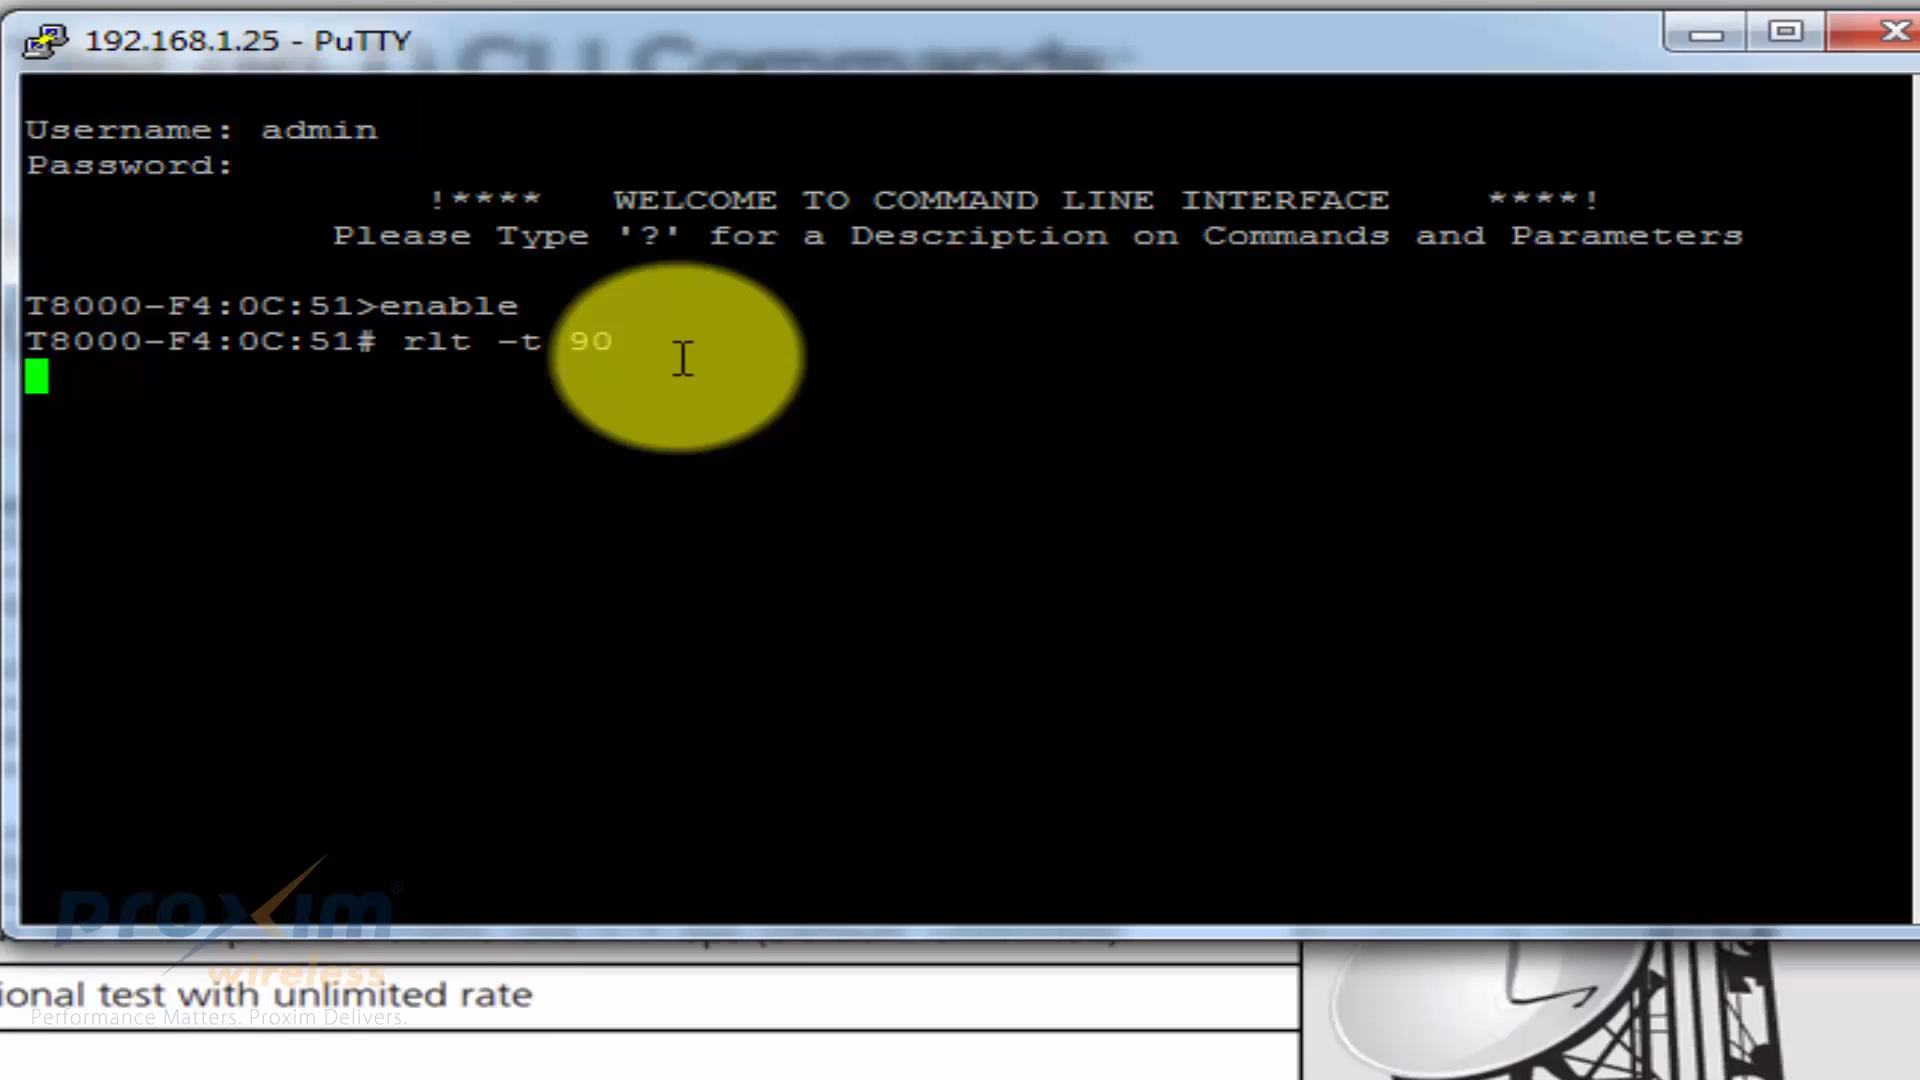 192.168.1.25 - PuTTY
CLI Commands:
Username: admin
Password:
!**** WELCOME TO COMMAND LINE INTERFACE ****!
Please Type '?' for a Description on Commands and Parameters
T8000-F4:0C:51>enable
T8000-F4:0C:51# rlt -t 90
proxim®
wireless
ional test with unlimited rate
Performance Matters. Proxim Delivers.